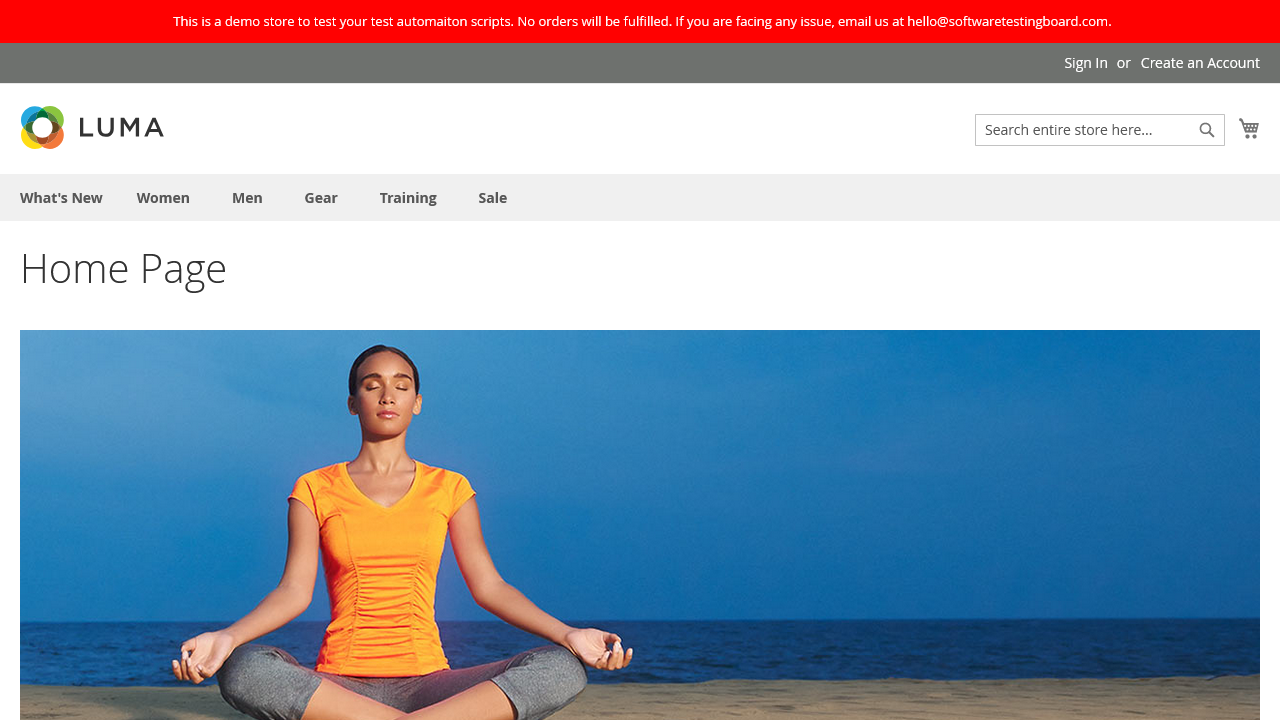 This is a demo store to test your test automaiton scripts. No orders will be fulfilled. If you are facing any issue, email us at hello@softwaretestingboard.com.
Sign In or Create an Account
LUMA
Search entire store here...
What's New Women Men Gear Training Sale
Home Page